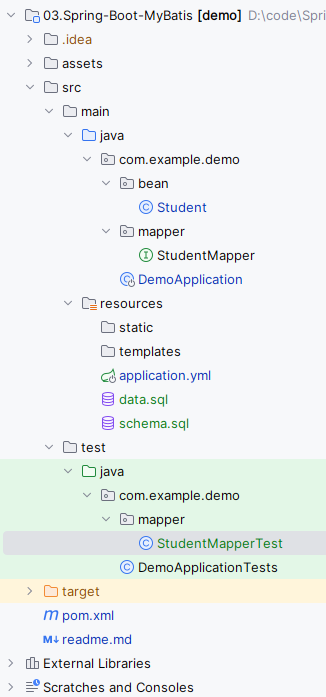 03.Spring-Boot-MyBatis [demo] D:\code\Spri
.idea
assets
src
main
java
com.example.demo
bean
Student
mapper
StudentMapper
DemoApplication
resources
static
templates
application.yml
data.sql
schema.sql
test
java
com.example.demo
mapper
StudentMapperTest
DemoApplicationTests
target
pom.xml
readme.md
External Libraries
Scratches and Consoles